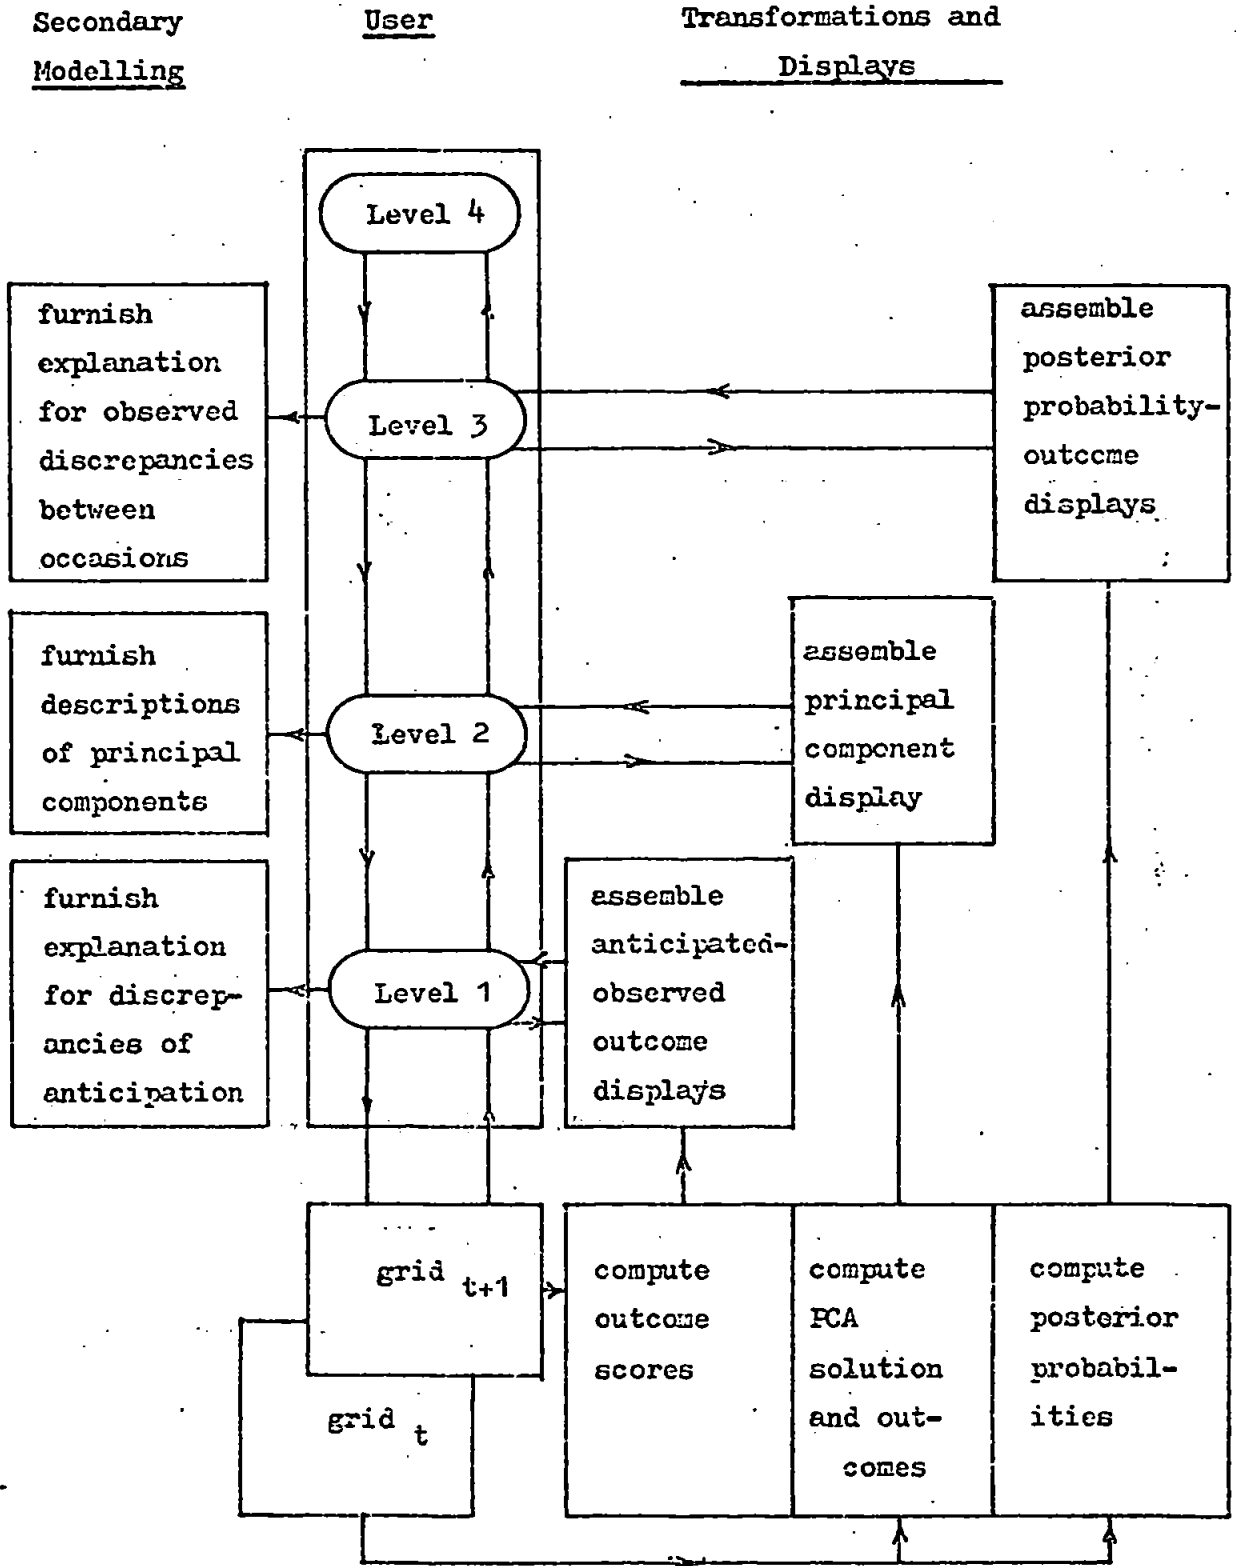 Secondary
Modelling
User
Transformations and
Displays
Level 4
furnish
explanation
for observed
discrepancies
between
occasions
Level 3
assemble
posterior
probability-
outcome
displays
furnish
descriptions
of principal
components
Level 2
assemble
principal
component
display
furnish
explanation
for discrep-
ancies of
anticipation
Level 1
assemble
anticipated-
observed
outcome
displays
grid t+1
grid t
compute
outcome
scores
compute
PCA
solution
and out-
comes
compute
posterior
probabil-
ities